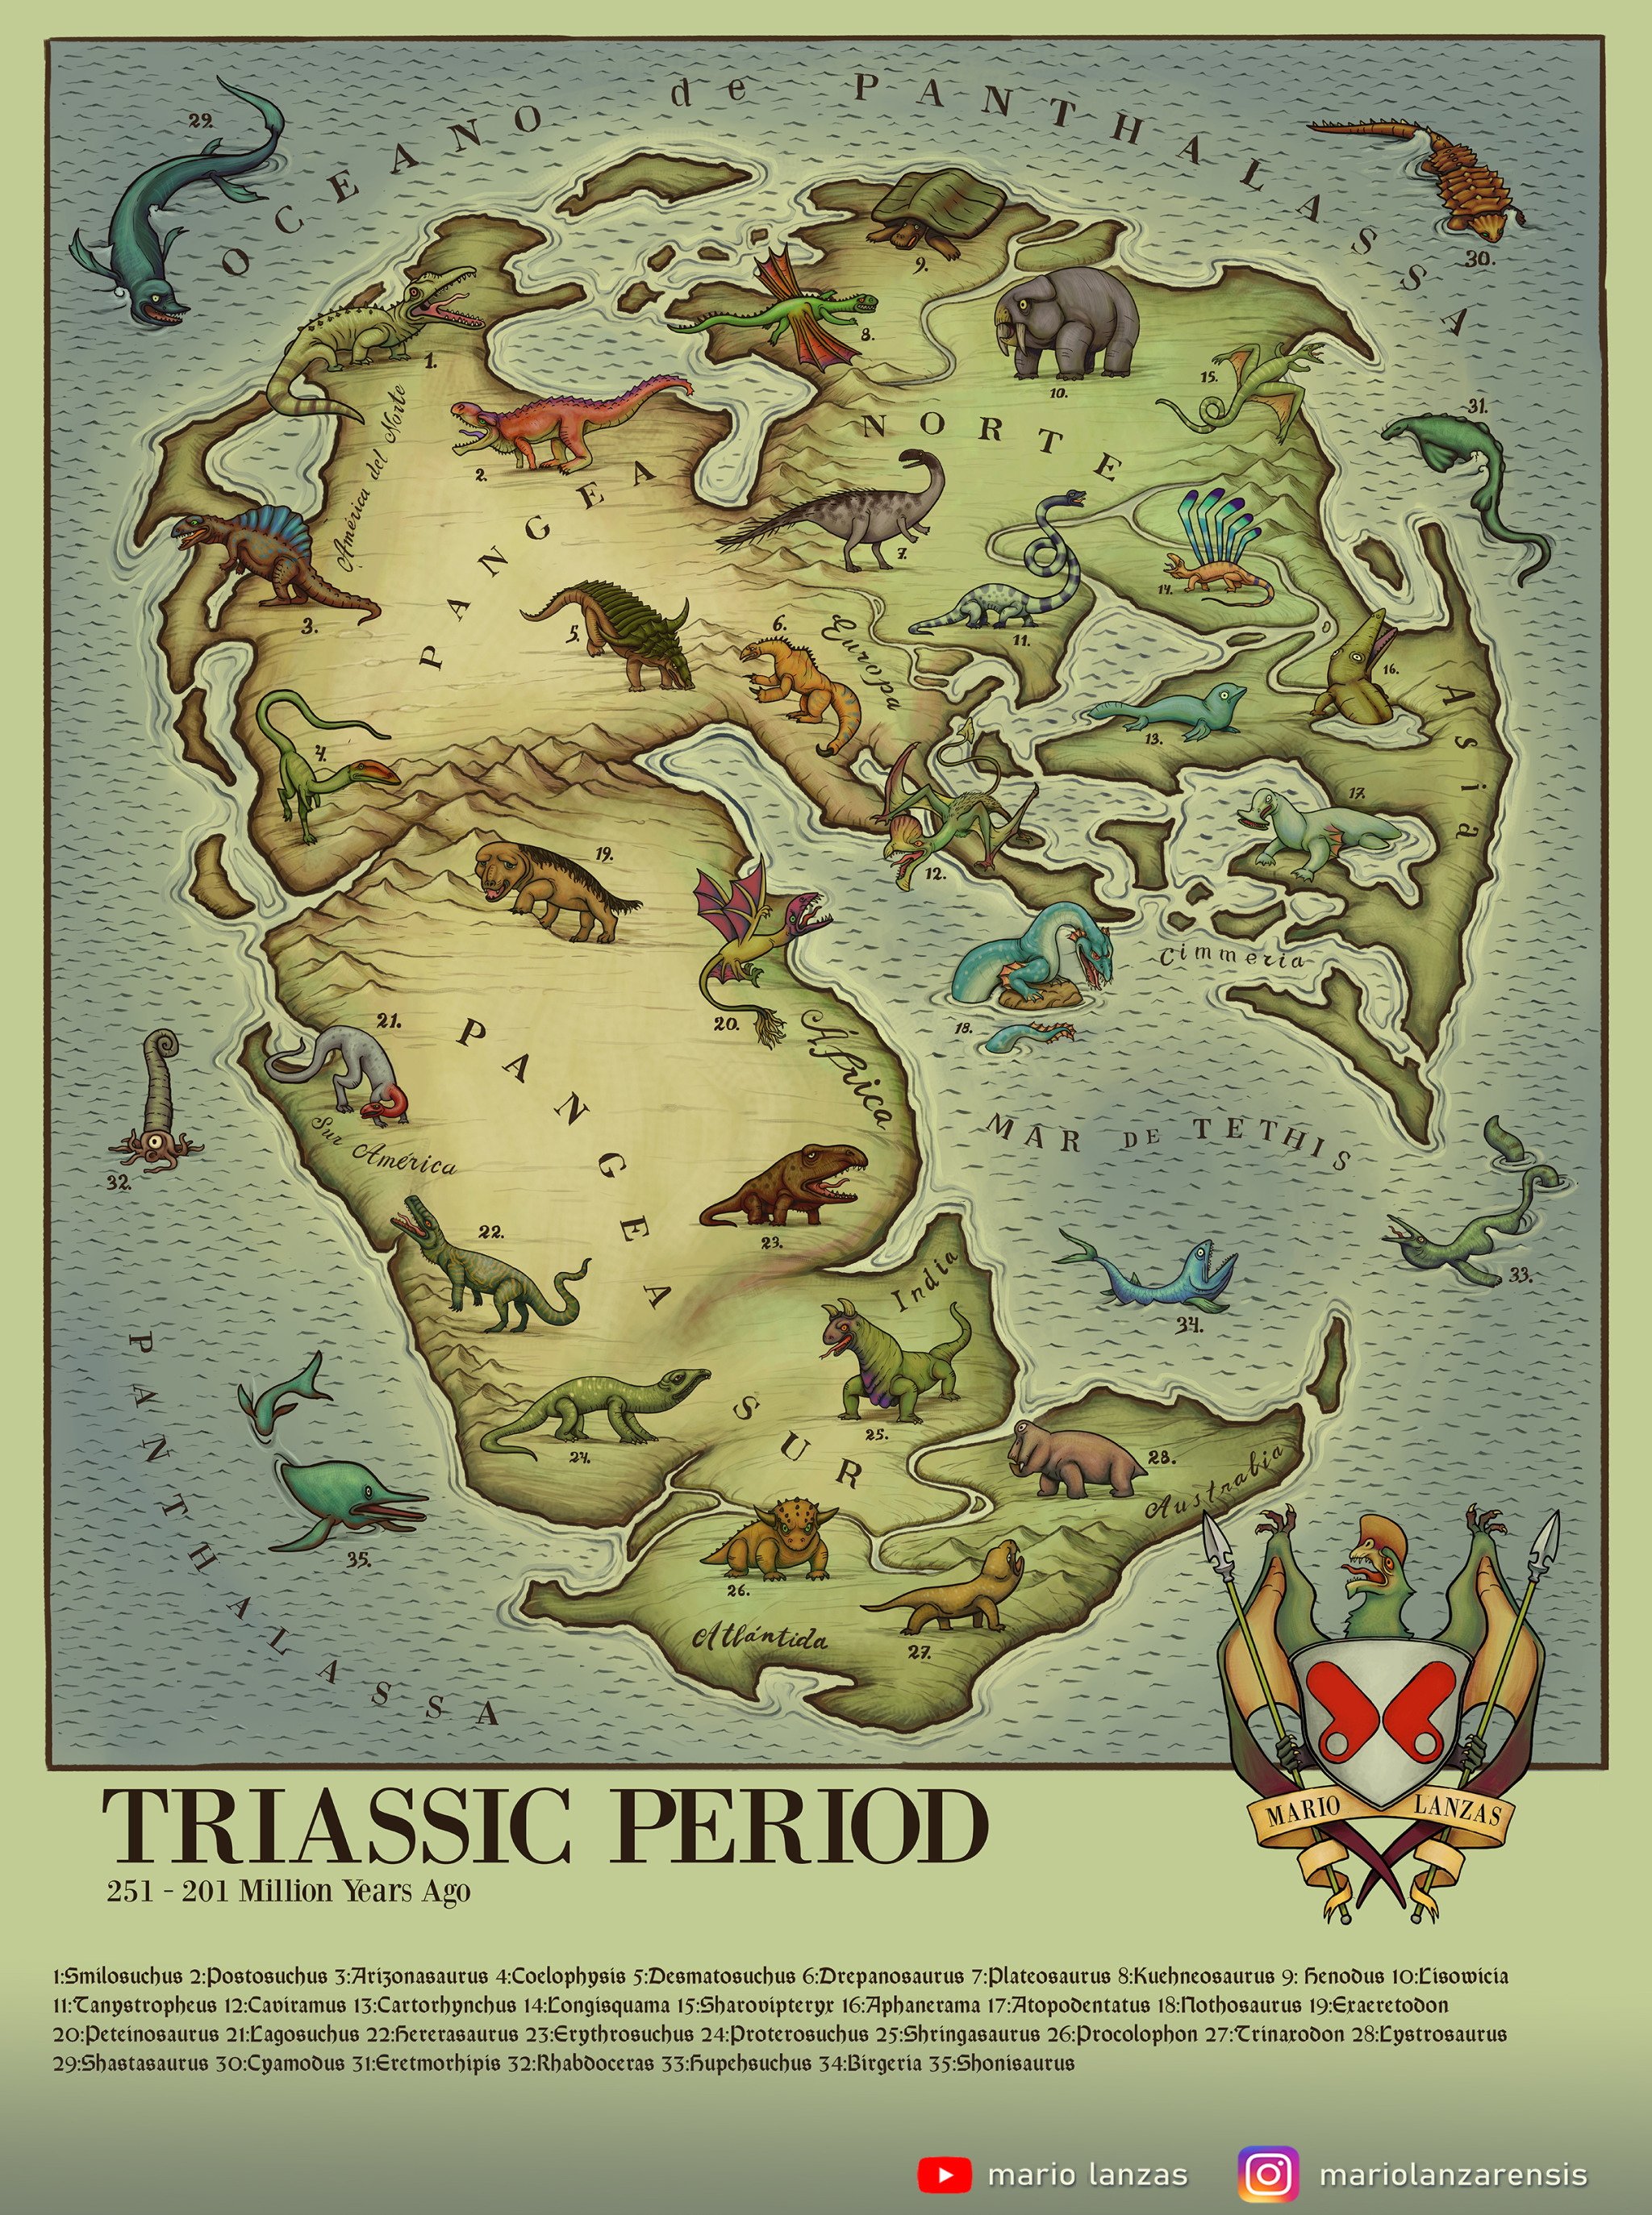 OCEANO de PANTHALASSA
29.
30.
1.
9.
8.
10.
15.
31.
América del Norte
2.
NORTE
PANGEA
7.
14.
3.
5.
6.
Europa
11.
16.
Asia
4.
13.
17.
19.
12.
Cimmeria
20.
18.
21.
PANGEA
África
32.
Sur América
MAR DE TETHIS
22.
23.
33.
India
34.
PANTHALASSA
24.
25.
SUR
28.
Australia
35.
26.
27.
Atlántida
MARIO LANZAS
TRIASSIC PERIOD
251 - 201 Million Years Ago
1:Smilosuchus 2:Postosuchus 3:Arizonasaurus 4:Coelophysis 5:Desmatosuchus 6:Drepanosaurus 7:Plateosaurus 8:Kuehneosaurus 9: Henodus 10:Lisowicia
11:Tanystropheus 12:Caviramus 13:Cartorhynchus 14:Longisquama 15:Sharovipteryx 16:Aphanerama 17:Atopodentatus 18:Nothosaurus 19:Exaeretodon
20:Peteinosaurus 21:Lagosuchus 22:Hererasaurus 23:Erythrosuchus 24:Proterosuchus 25:Shringasaurus 26:Procolophon 27:Trinaxodon 28:Lystrosaurus
29:Shastasaurus 30:Cyamodus 31:Eretmorhipis 32:Rhabdoceras 33:Hupehsuchus 34:Birgeria 35:Shonisaurus
mario lanzas mariolanzarensis